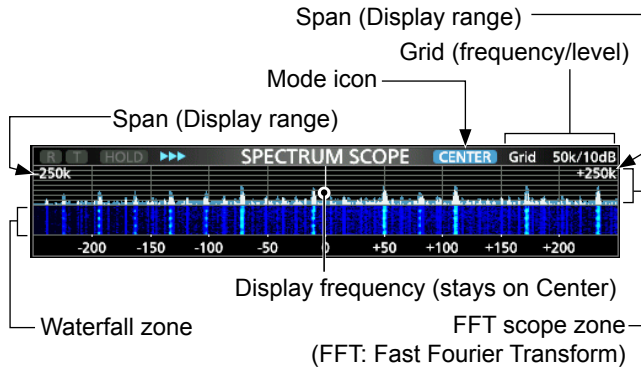 Span (Display range)
Grid (frequency/level)
Mode icon
Span (Display range)
R T HOLD SPECTRUM SCOPE CENTER Grid 50k/10dB
-250k +250k
-200 -150 -100 -50 0 +50 +100 +150 +200
Display frequency (stays on Center)
Waterfall zone
FFT scope zone
(FFT: Fast Fourier Transform)